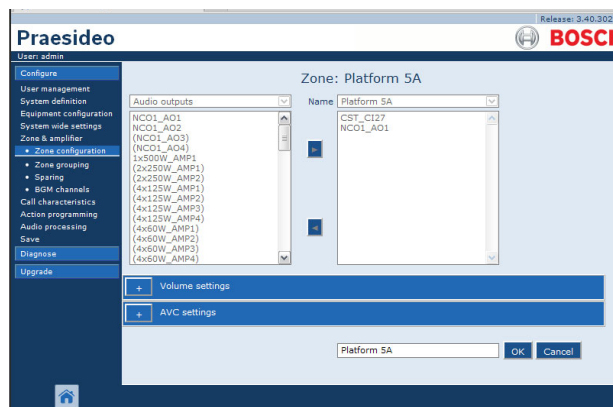 Release: 3.40.302
Praesideo
BOSCH
User: admin
Configure
User management
System definition
Equipment configuration
System wide settings
Zone & amplifier
• Zone configuration
• Zone grouping
• Sparing
• BGM channels
Call characteristics
Action programming
Audio processing
Save
Diagnose
Upgrade
Zone: Platform 5A
Audio outputs
Name Platform 5A
NCO1_AO1
NCO1_AO2
(NCO1_AO3)
(NCO1_AO4)
1x500W_AMP1
(2x250W_AMP1)
(2x250W_AMP2)
(4x125W_AMP1)
(4x125W_AMP2)
(4x125W_AMP3)
(4x125W_AMP4)
(4x60W_AMP1)
(4x60W_AMP2)
(4x60W_AMP3)
(4x60W_AMP4)
CST_CI27
NCO1_AO1
+ Volume settings
+ AVC settings
Platform 5A
OK
Cancel